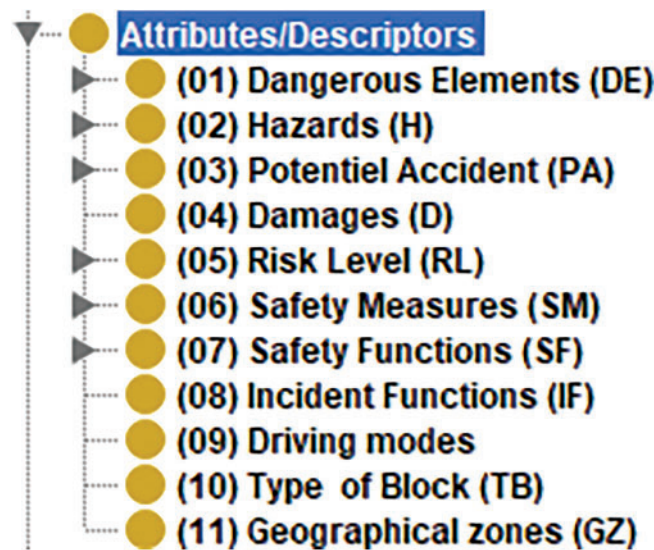 Attributes/Descriptors
(01) Dangerous Elements (DE)
(02) Hazards (H)
(03) Potentiel Accident (PA)
(04) Damages (D)
(05) Risk Level (RL)
(06) Safety Measures (SM)
(07) Safety Functions (SF)
(08) Incident Functions (IF)
(09) Driving modes
(10) Type of Block (TB)
(11) Geographical zones (GZ)